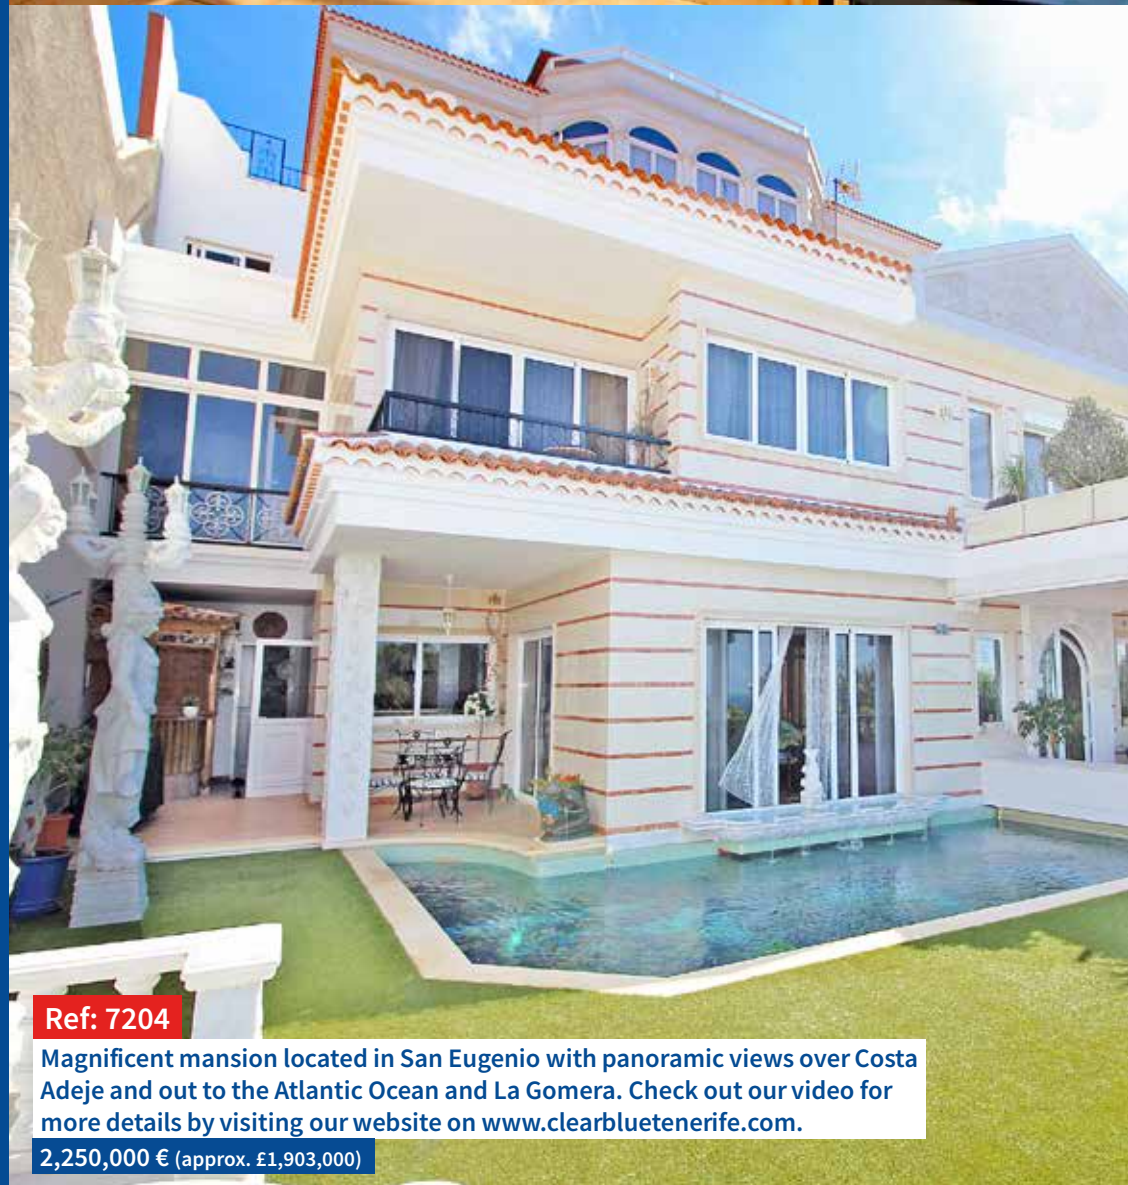 Ref: 7204
Magnificent mansion located in San Eugenio with panoramic views over Costa
Adeje and out to the Atlantic Ocean and La Gomera. Check out our video for
more details by visiting our website on www.clearbluetenerife.com.
2,250,000 € (approx. £1,903,000)